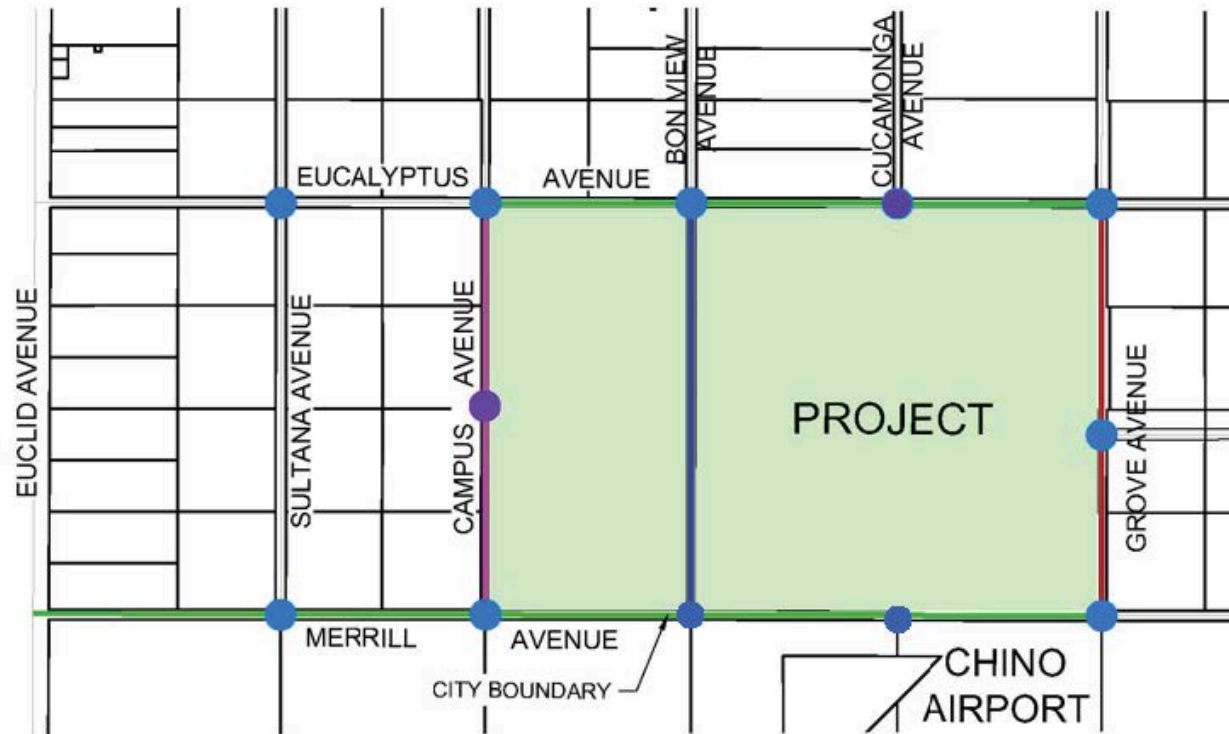 BON VIEW
AVENUE
CUCAMONGA
AVENUE
EUCALYPTUS AVENUE
EUCLID AVENUE
SULTANA AVENUE
CAMPUS AVENUE
PROJECT
GROVE AVENUE
MERRILL AVENUE
CITY BOUNDARY
CHINO
AIRPORT